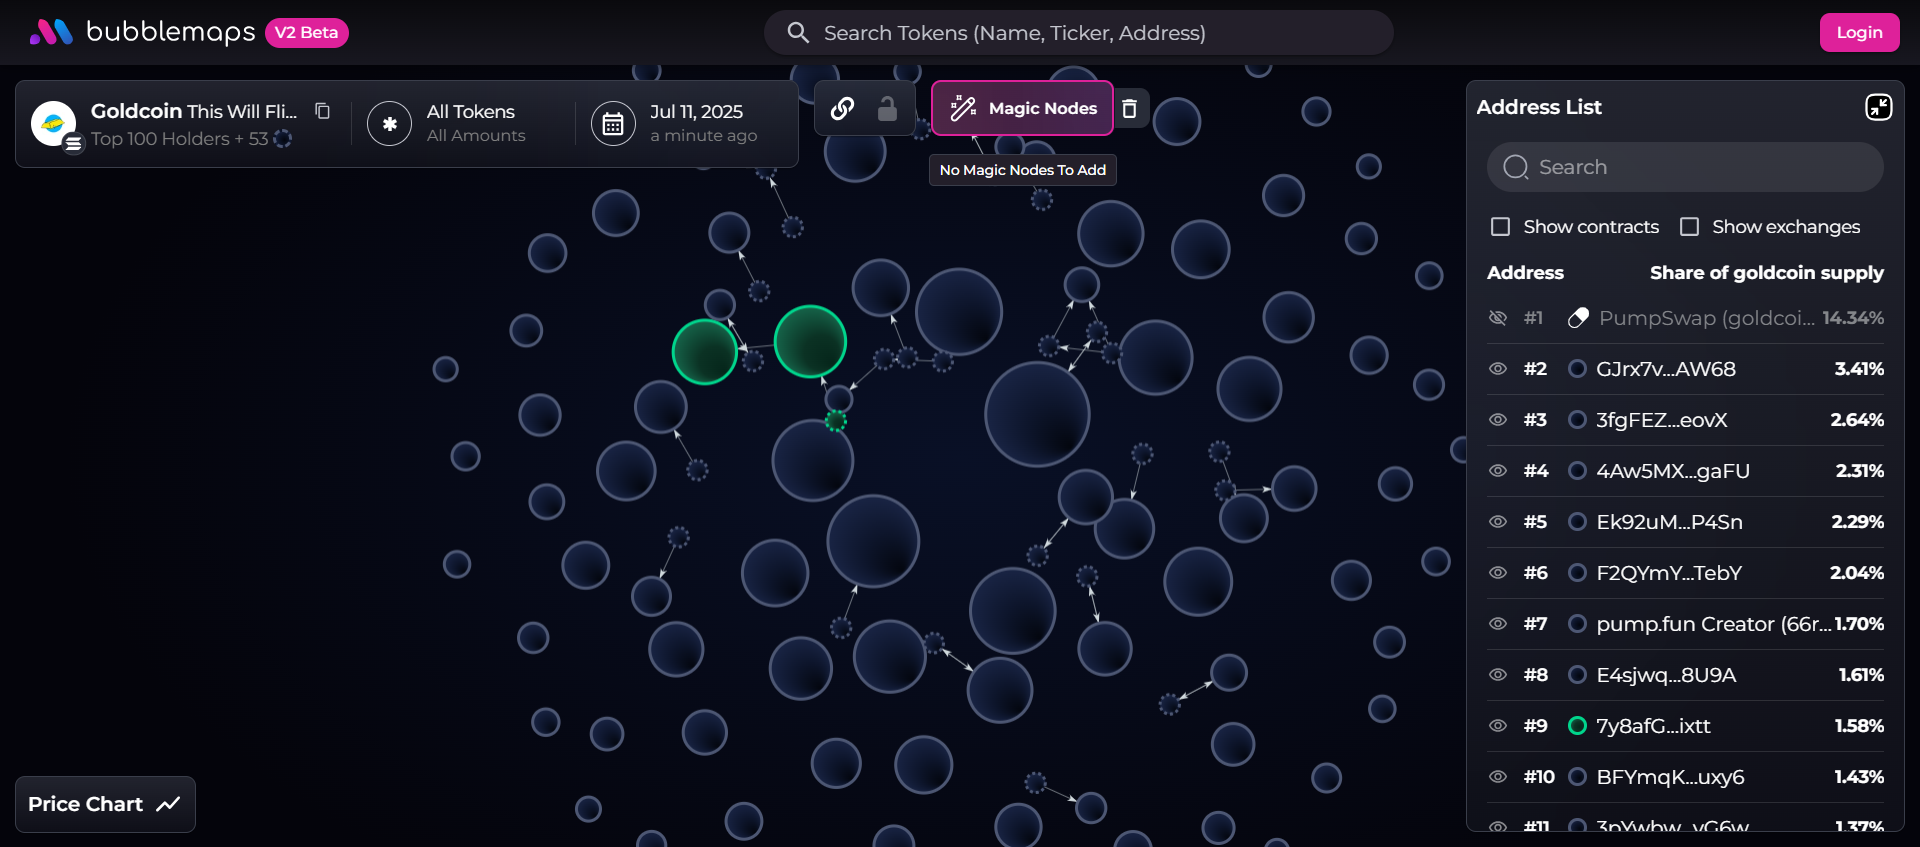 bubblemaps V2 Beta
Search Tokens (Name, Ticker, Address)
Login
Goldcoin This Will Fli...
Top 100 Holders + 53
All Tokens
All Amounts
Jul 11, 2025
a minute ago
Magic Nodes
No Magic Nodes To Add
Address List
Search
Show contracts Show exchanges
Address Share of goldcoin supply
#1 PumpSwap (goldcoi... 14.34%
#2 GJrx7v...AW68 3.41%
#3 3fgFEZ...eovX 2.64%
#4 4Aw5MX...gaFU 2.31%
#5 Ek92uM...P4Sn 2.29%
#6 F2QYmY...TebY 2.04%
#7 pump.fun Creator (66r... 1.70%
#8 E4sjwq...8U9A 1.61%
#9 7y8afG...ixtt 1.58%
#10 BFYmqK...uxy6 1.43%
#11 3pYwbw...vG6w 1.37%
Price Chart